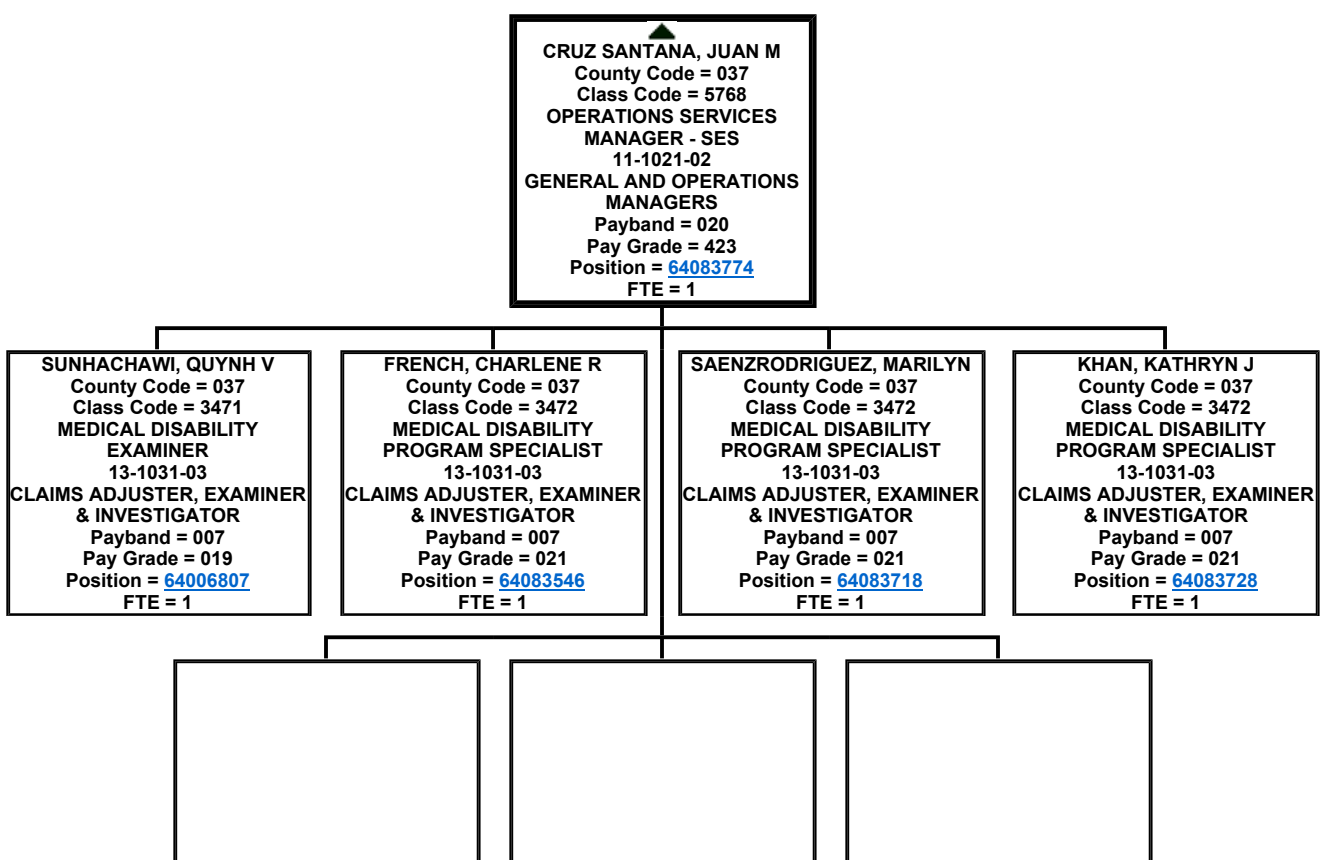 CRUZ SANTANA, JUAN M
County Code = 037
Class Code = 5768
OPERATIONS SERVICES
MANAGER - SES
11-1021-02
GENERAL AND OPERATIONS
MANAGERS
Payband = 020
Pay Grade = 423
Position = 64083774
FTE = 1
SUNHACHAWI, QUYNH V
County Code = 037
Class Code = 3471
MEDICAL DISABILITY
EXAMINER
13-1031-03
CLAIMS ADJUSTER, EXAMINER
& INVESTIGATOR
Payband = 007
Pay Grade = 019
Position = 64006807
FTE = 1
FRENCH, CHARLENE R
County Code = 037
Class Code = 3472
MEDICAL DISABILITY
PROGRAM SPECIALIST
13-1031-03
CLAIMS ADJUSTER, EXAMINER
& INVESTIGATOR
Payband = 007
Pay Grade = 021
Position = 64083546
FTE = 1
SAENZRODRIGUEZ, MARILYN
County Code = 037
Class Code = 3472
MEDICAL DISABILITY
PROGRAM SPECIALIST
13-1031-03
CLAIMS ADJUSTER, EXAMINER
& INVESTIGATOR
Payband = 007
Pay Grade = 021
Position = 64083718
FTE = 1
KHAN, KATHRYN J
County Code = 037
Class Code = 3472
MEDICAL DISABILITY
PROGRAM SPECIALIST
13-1031-03
CLAIMS ADJUSTER, EXAMINER
& INVESTIGATOR
Payband = 007
Pay Grade = 021
Position = 64083728
FTE = 1